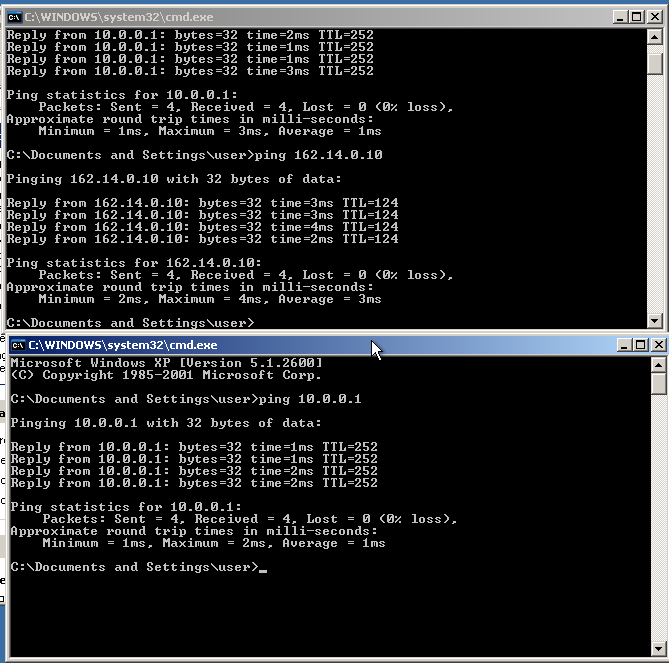 C:\WINDOWS\system32\cmd.exe
Reply from 10.0.0.1: bytes=32 time=2ms TTL=252
Reply from 10.0.0.1: bytes=32 time=1ms TTL=252
Reply from 10.0.0.1: bytes=32 time=1ms TTL=252
Reply from 10.0.0.1: bytes=32 time=3ms TTL=252
Ping statistics for 10.0.0.1:
Packets: Sent = 4, Received = 4, Lost = 0 (0% loss),
Approximate round trip times in milli-seconds:
Minimum = 1ms, Maximum = 3ms, Average = 1ms
C:\Documents and Settings\user>ping 162.14.0.10
Pinging 162.14.0.10 with 32 bytes of data:
Reply from 162.14.0.10: bytes=32 time=3ms TTL=124
Reply from 162.14.0.10: bytes=32 time=3ms TTL=124
Reply from 162.14.0.10: bytes=32 time=4ms TTL=124
Reply from 162.14.0.10: bytes=32 time=2ms TTL=124
Ping statistics for 162.14.0.10:
Packets: Sent = 4, Received = 4, Lost = 0 (0% loss),
Approximate round trip times in milli-seconds:
Minimum = 2ms, Maximum = 4ms, Average = 3ms
C:\Documents and Settings\user>
C:\WINDOWS\system32\cmd.exe
Microsoft Windows XP [Version 5.1.2600]
(C) Copyright 1985-2001 Microsoft Corp.
C:\Documents and Settings\user>ping 10.0.0.1
Pinging 10.0.0.1 with 32 bytes of data:
Reply from 10.0.0.1: bytes=32 time=1ms TTL=252
Reply from 10.0.0.1: bytes=32 time=1ms TTL=252
Reply from 10.0.0.1: bytes=32 time=2ms TTL=252
Reply from 10.0.0.1: bytes=32 time=2ms TTL=252
Ping statistics for 10.0.0.1:
Packets: Sent = 4, Received = 4, Lost = 0 (0% loss),
Approximate round trip times in milli-seconds:
Minimum = 1ms, Maximum = 2ms, Average = 1ms
C:\Documents and Settings\user>_